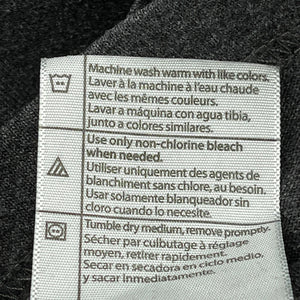 Machine wash warm with like colors.
Laver à la machine à l'eau chaude
avec les mêmes couleurs.
Lavar a máquina con agua tibia,
junto a colores similares.
Use only non-chlorine bleach
when needed.
Utiliser uniquement des agents de
blanchiment sans chlore, au besoin.
Usar solamente blanqueador sin
cloro cuando lo necesite.
Tumble dry medium, remove promptly.
Sécher par culbutage à réglage
moyen, retirer rapidement.
Secar en secadora en ciclo medio,
y sacar inmediatamente.